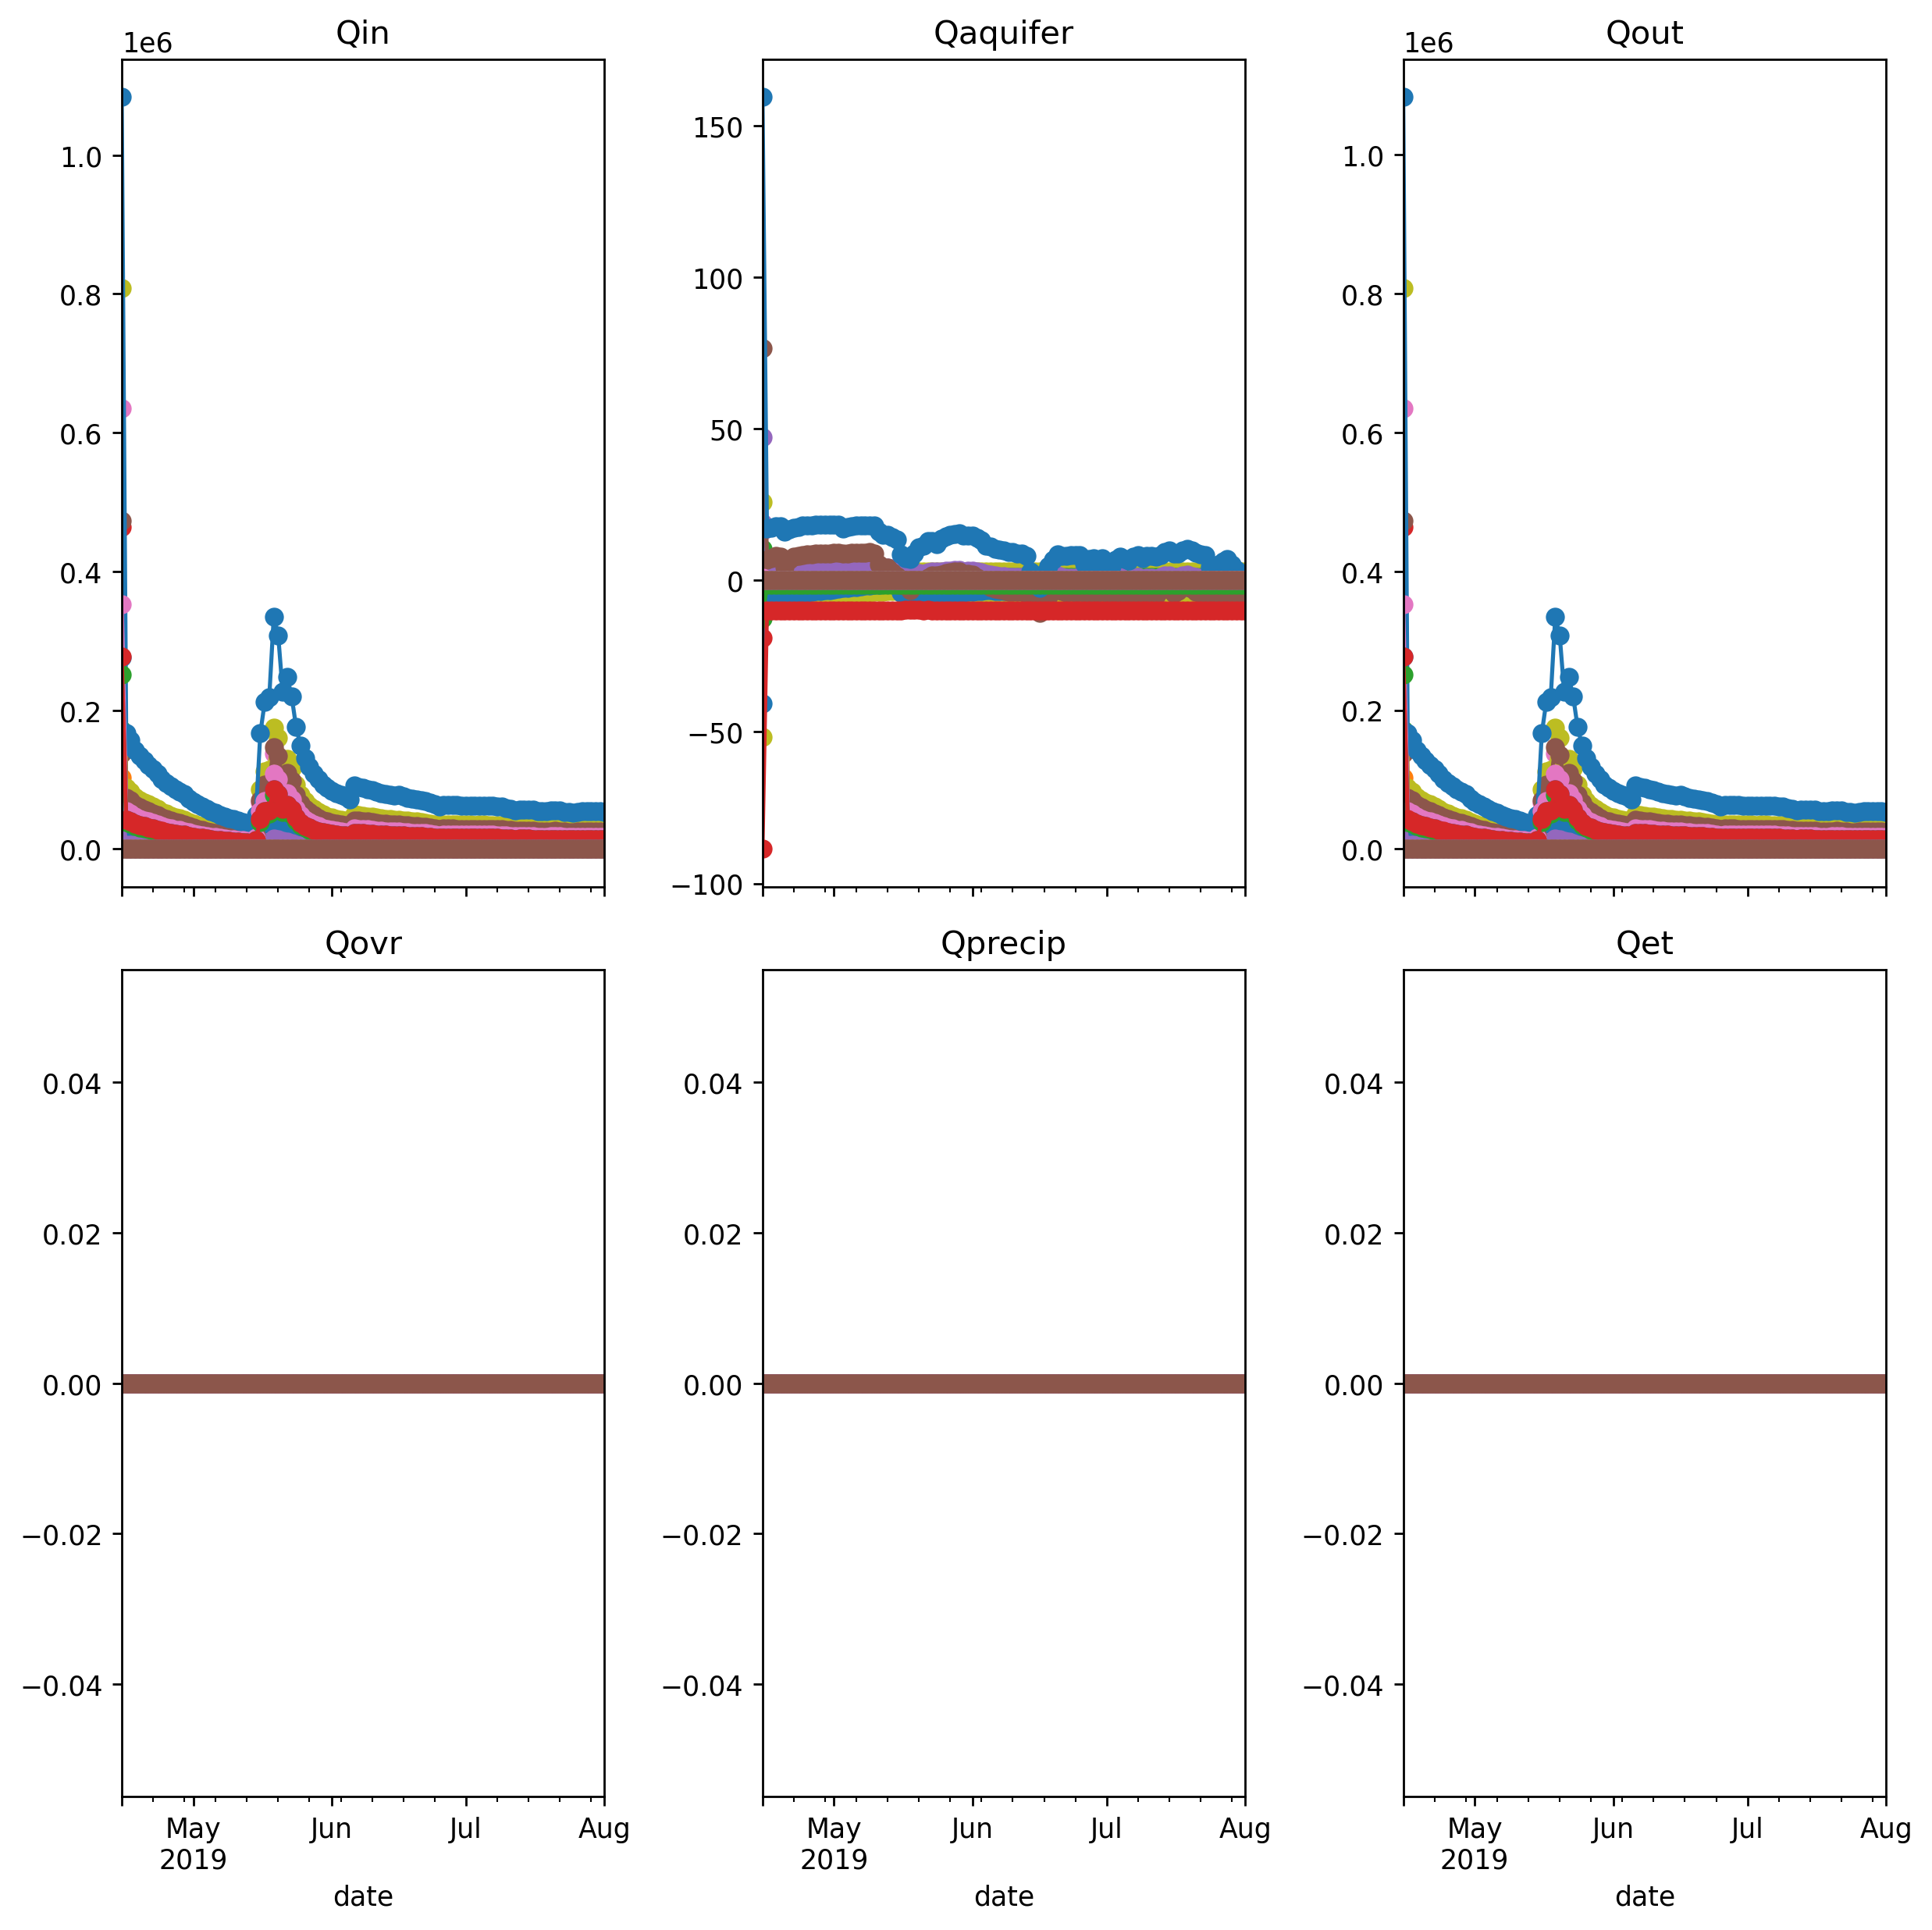 Qin Qaquifer Qout
1e6 1e6
1.0 150 1.0
0.8 100 0.8
0.6 50 0.6
0.4 0 0.4
0.2 −50 0.2
0.0 −100 0.0
Qovr Qprecip Qet
0.04 0.04 0.04
0.02 0.02 0.02
0.00 0.00 0.00
−0.02 −0.02 −0.02
−0.04 −0.04 −0.04
May Jun Jul Aug May Jun Jul Aug May Jun Jul Aug
2019 2019 2019
date date date